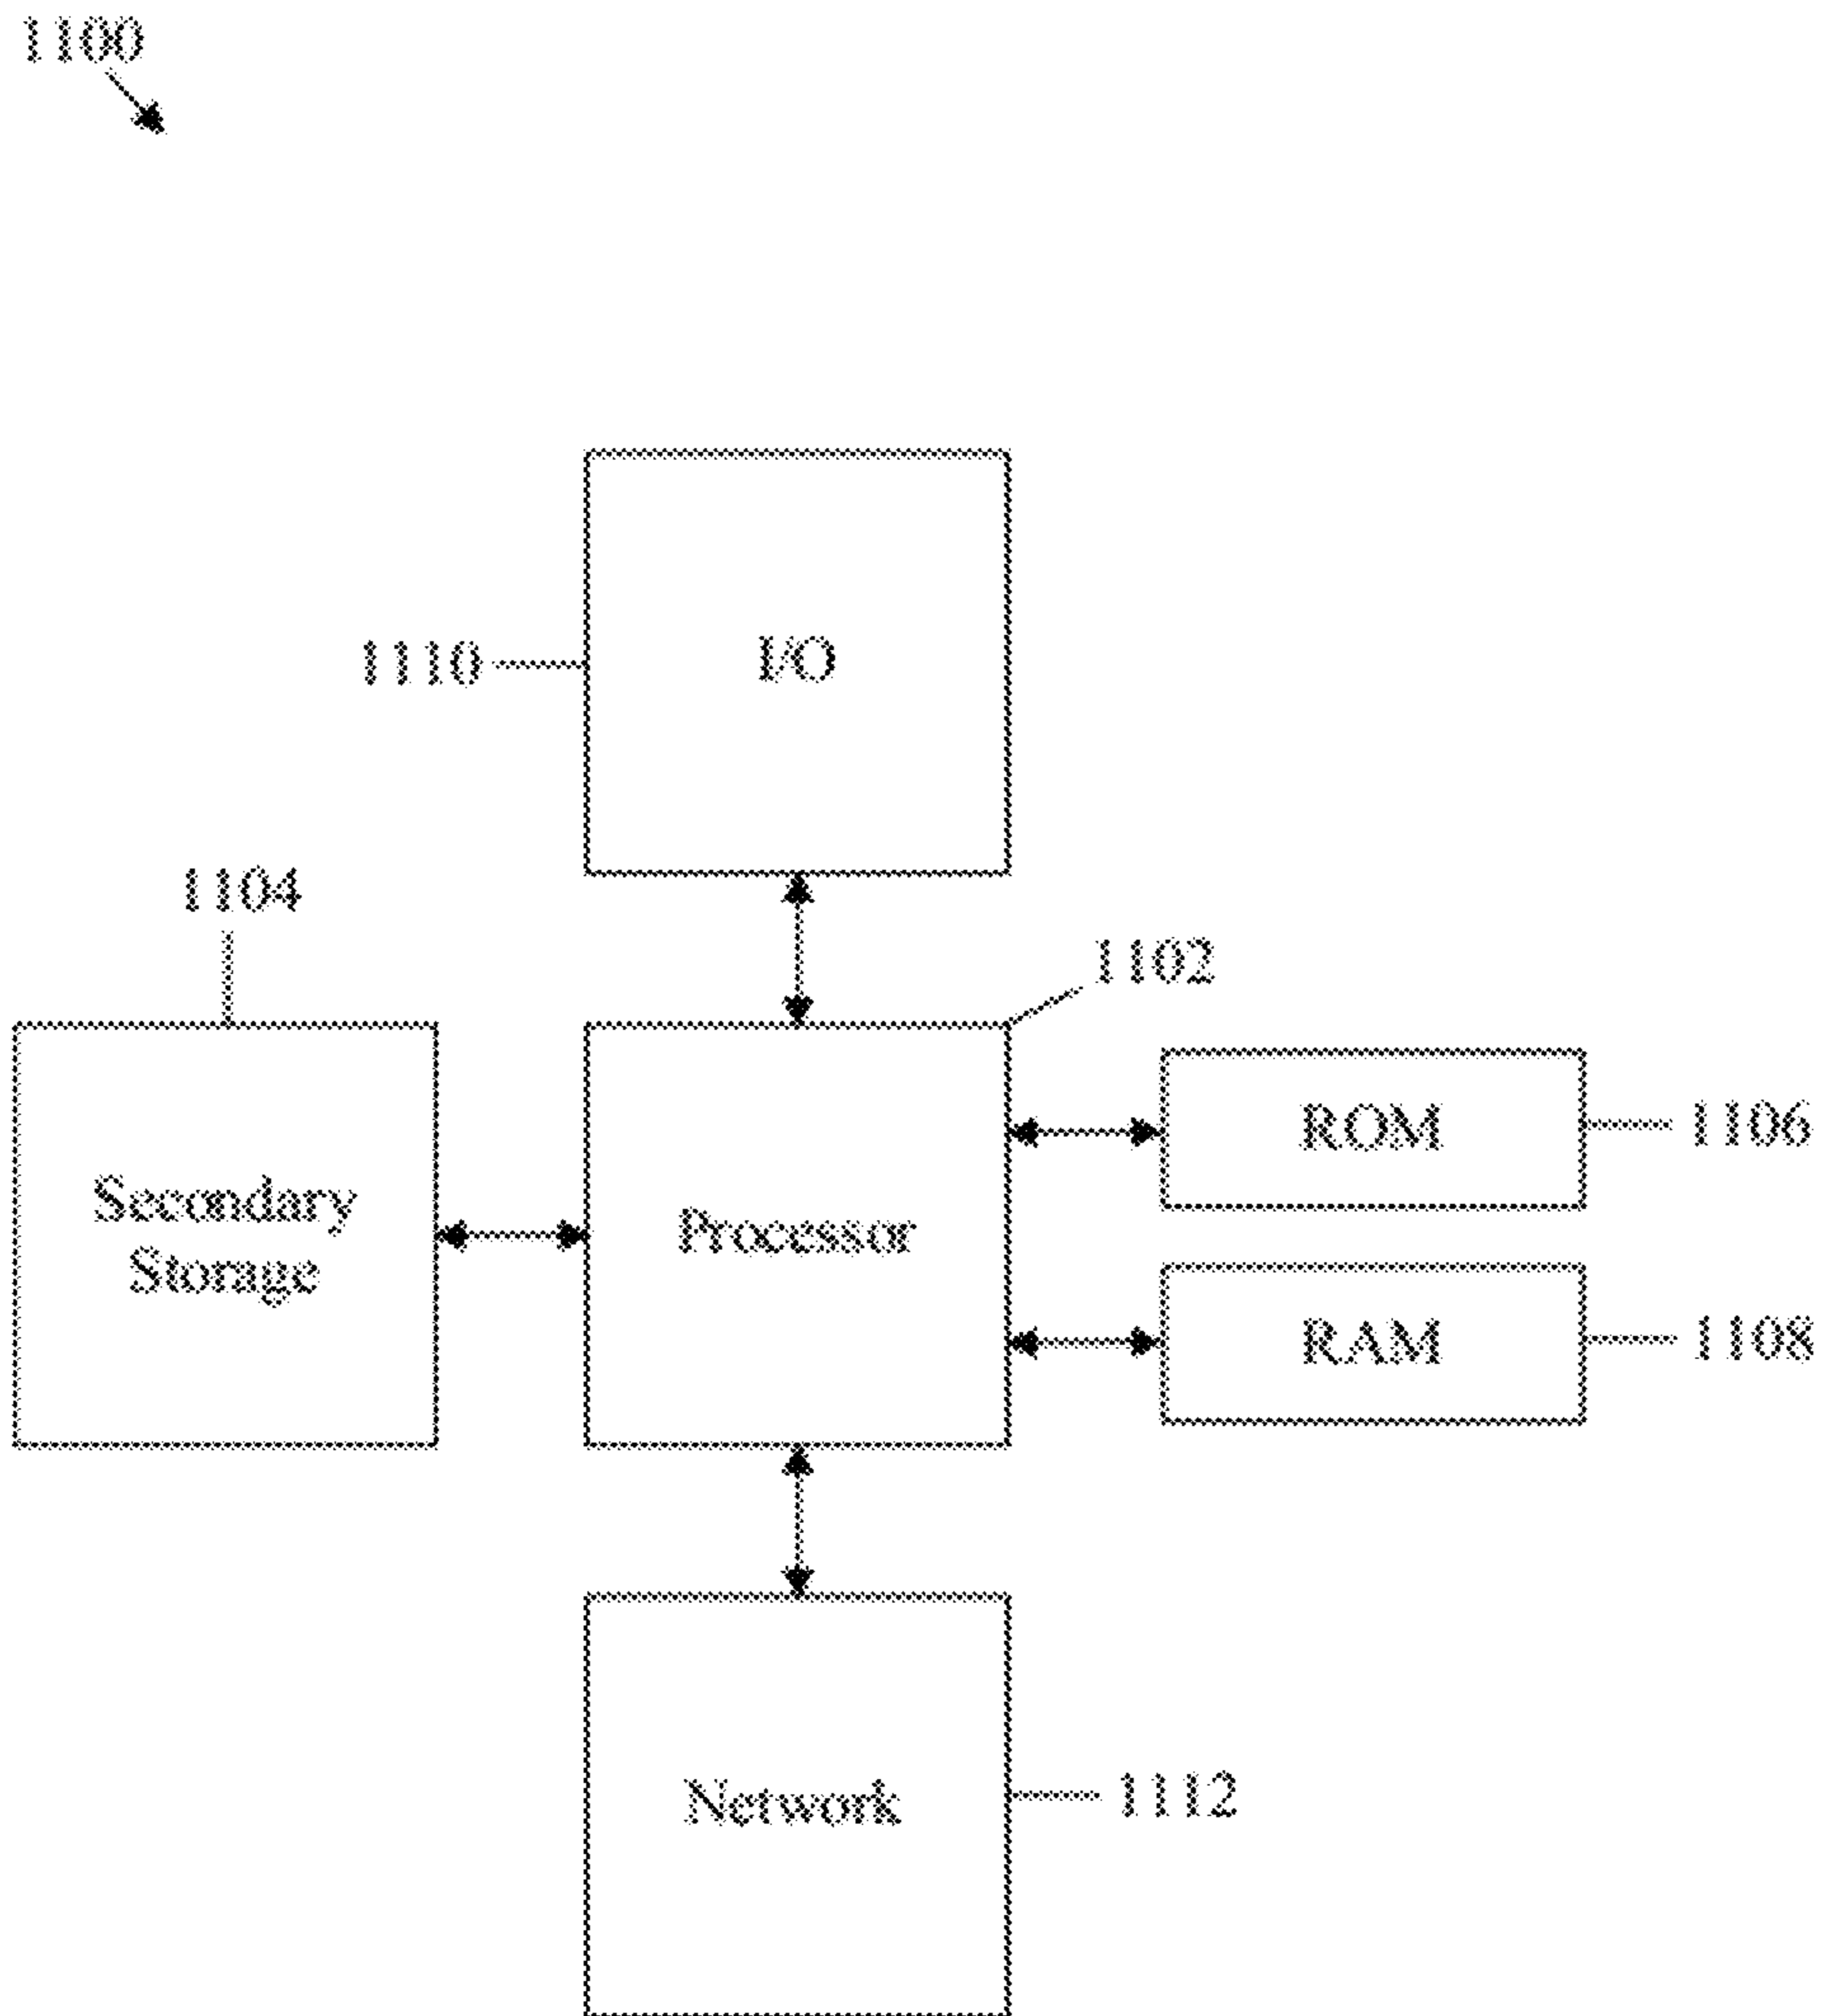 1100
I/O
1110
1104
1102
Secondary
Storage
Processor
ROM
1106
RAM
1108
Network
1112